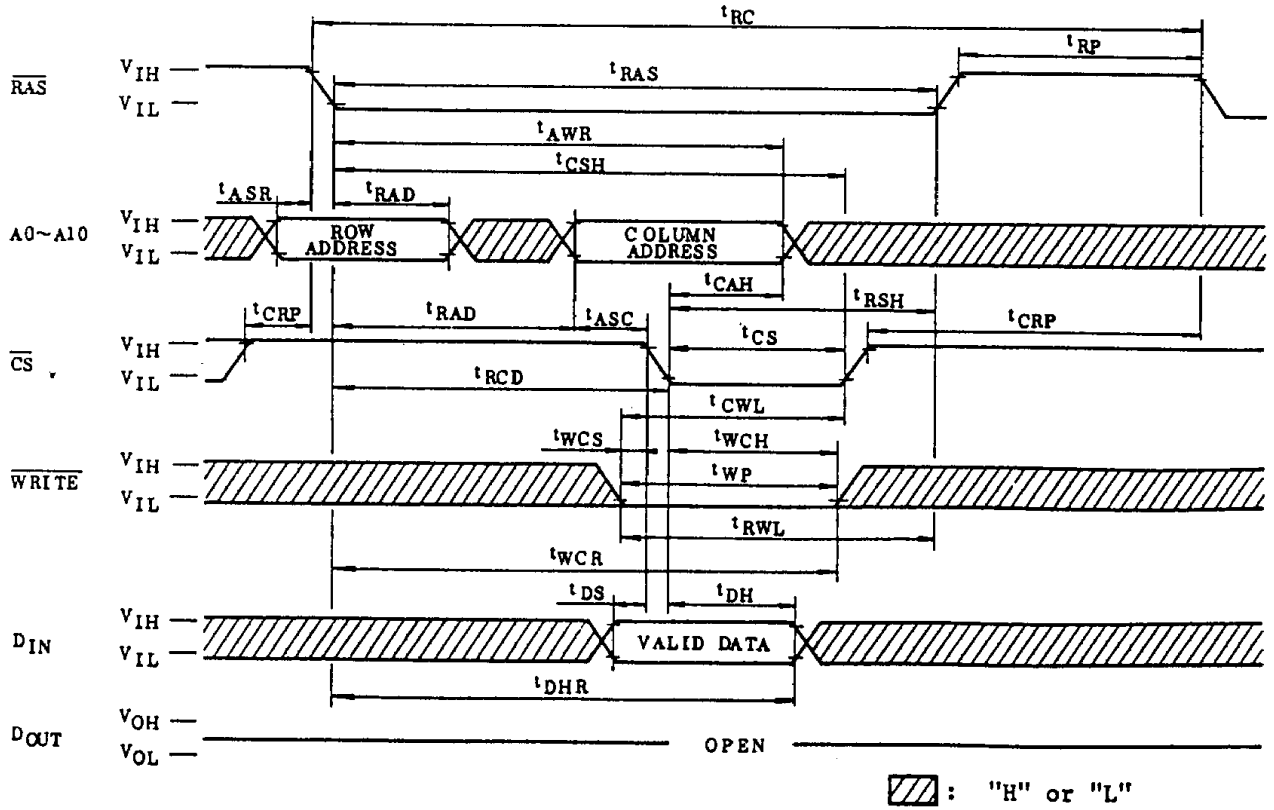 tRC
tRP
RAS
VIH
VIL
tRAS
tAWR
tCSH
tASR
tRAD
A0~A10
VIH
VIL
ROW
ADDRESS
COLUMN
ADDRESS
tCAH
tRSH
tCRP
tRAD
tASC
tCRP
CS
VIH
VIL
tCS
tRCD
tCWL
tWCS
tWCH
WRITE
VIH
VIL
tWP
tRWL
tWCR
tDS
tDH
DIN
VIH
VIL
VALID DATA
tDHR
DOUT
VOH
VOL
OPEN
: "H" or "L"